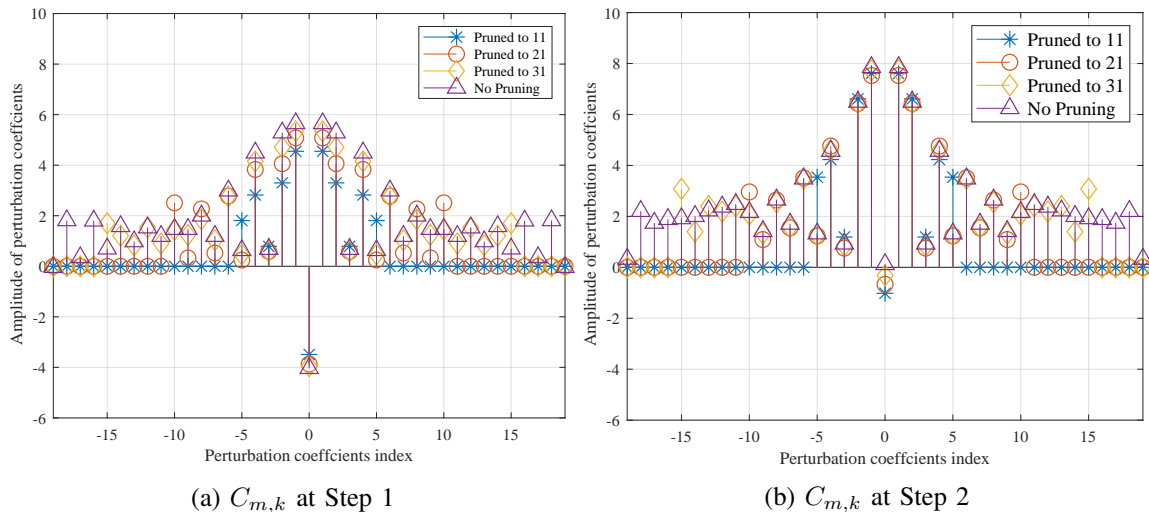 10
8
6
4
2
0
-2
-4
-6
-15
-10
-5
0
5
10
15
Amplitude of perturbation coeffcients
Perturbation coeffcients index
Pruned to 11
Pruned to 21
Pruned to 31
No Pruning
(a) C_{m,k} at Step 1
10
8
6
4
2
0
-2
-4
-6
-15
-10
-5
0
5
10
15
Amplitude of perturbation coeffcients
Perturbation coeffcients index
Pruned to 11
Pruned to 21
Pruned to 31
No Pruning
(b) C_{m,k} at Step 2